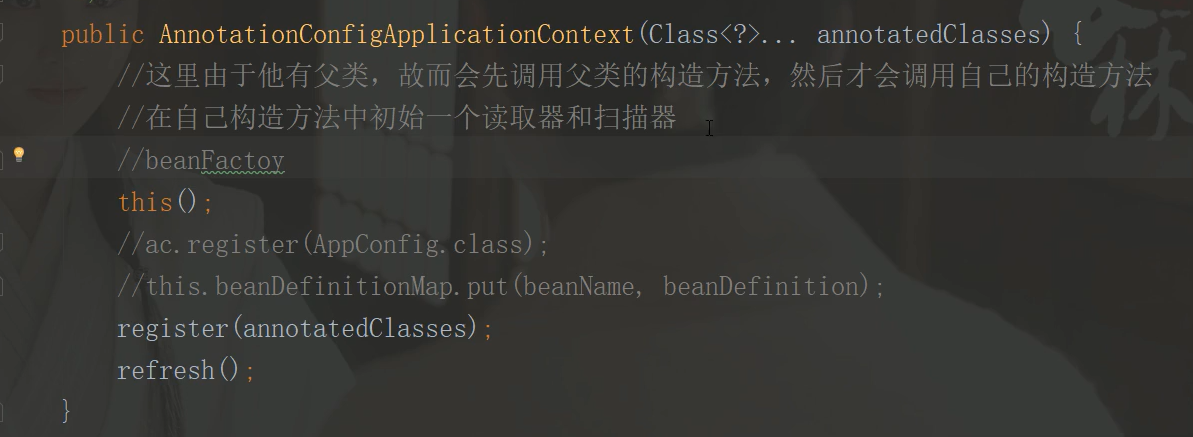 public AnnotationConfigApplicationContext(Class<?>... annotatedClasses) {
//这里由于他有父类，故而会先调用父类的构造方法，然后才会调用自己的构造方法
//在自己构造方法中初始一个读取器和扫描器
//beanFactoy
this();
//ac.register(AppConfig.class);
//this.beanDefinitionMap.put(beanName, beanDefinition);
register(annotatedClasses);
refresh();
}